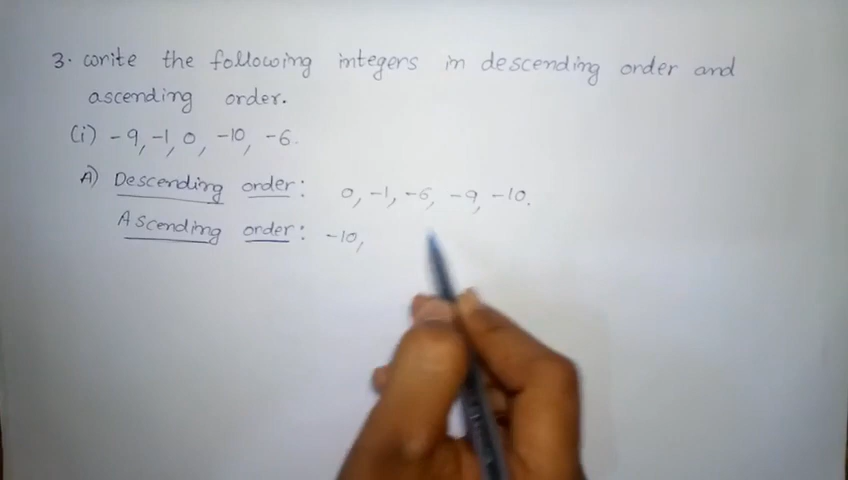 3. Write the following integers in descending order and
ascending order.
(i) -9, -1, 0, -10, -6.
A) Descending order: 0, -1, -6, -9, -10.
Ascending order: -10,